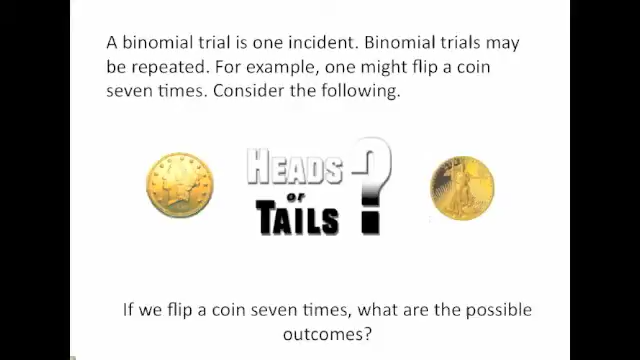 A binomial trial is one incident. Binomial trials may
be repeated. For example, one might flip a coin
seven times. Consider the following.
HEADS
or
TAILS
?
If we flip a coin seven times, what are the possible
outcomes?